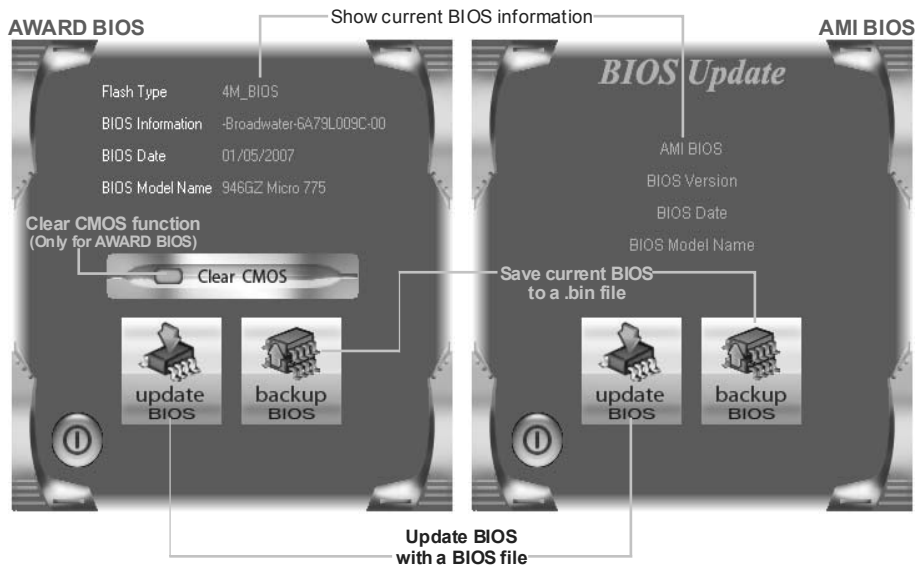 Show current BIOS information
AWARD BIOS
AMI BIOS
Flash Type 4M_BIOS
BIOS Information -Broadwater-6A79L009C-00
BIOS Date 01/05/2007
BIOS Model Name 946GZ Micro 775
Clear CMOS function
(Only for AWARD BIOS)
Clear CMOS
update
BIOS
backup
BIOS
BIOS Update
AMI BIOS
BIOS Version
BIOS Date
BIOS Model Name
Save current BIOS
to a .bin file
update
BIOS
backup
BIOS
Update BIOS
with a BIOS file